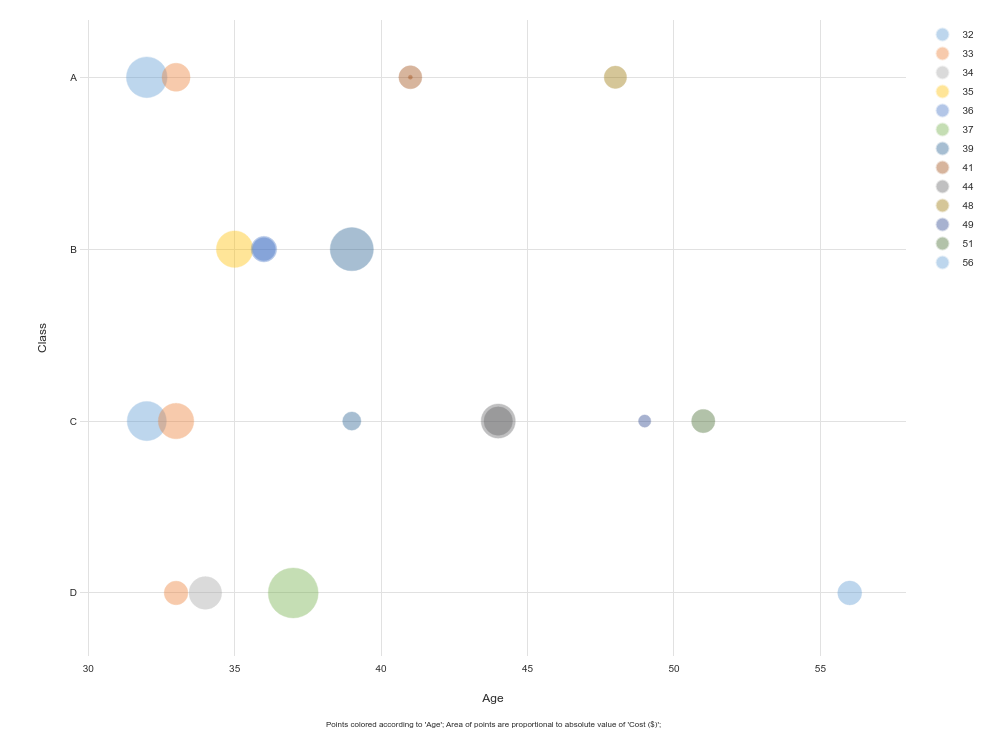 A
B
C
D
Class
30
35
40
45
50
55
Age
Points colored according to 'Age'; Area of points are proportional to absolute value of 'Cost ($)';
32
33
34
35
36
37
39
41
44
48
49
51
56